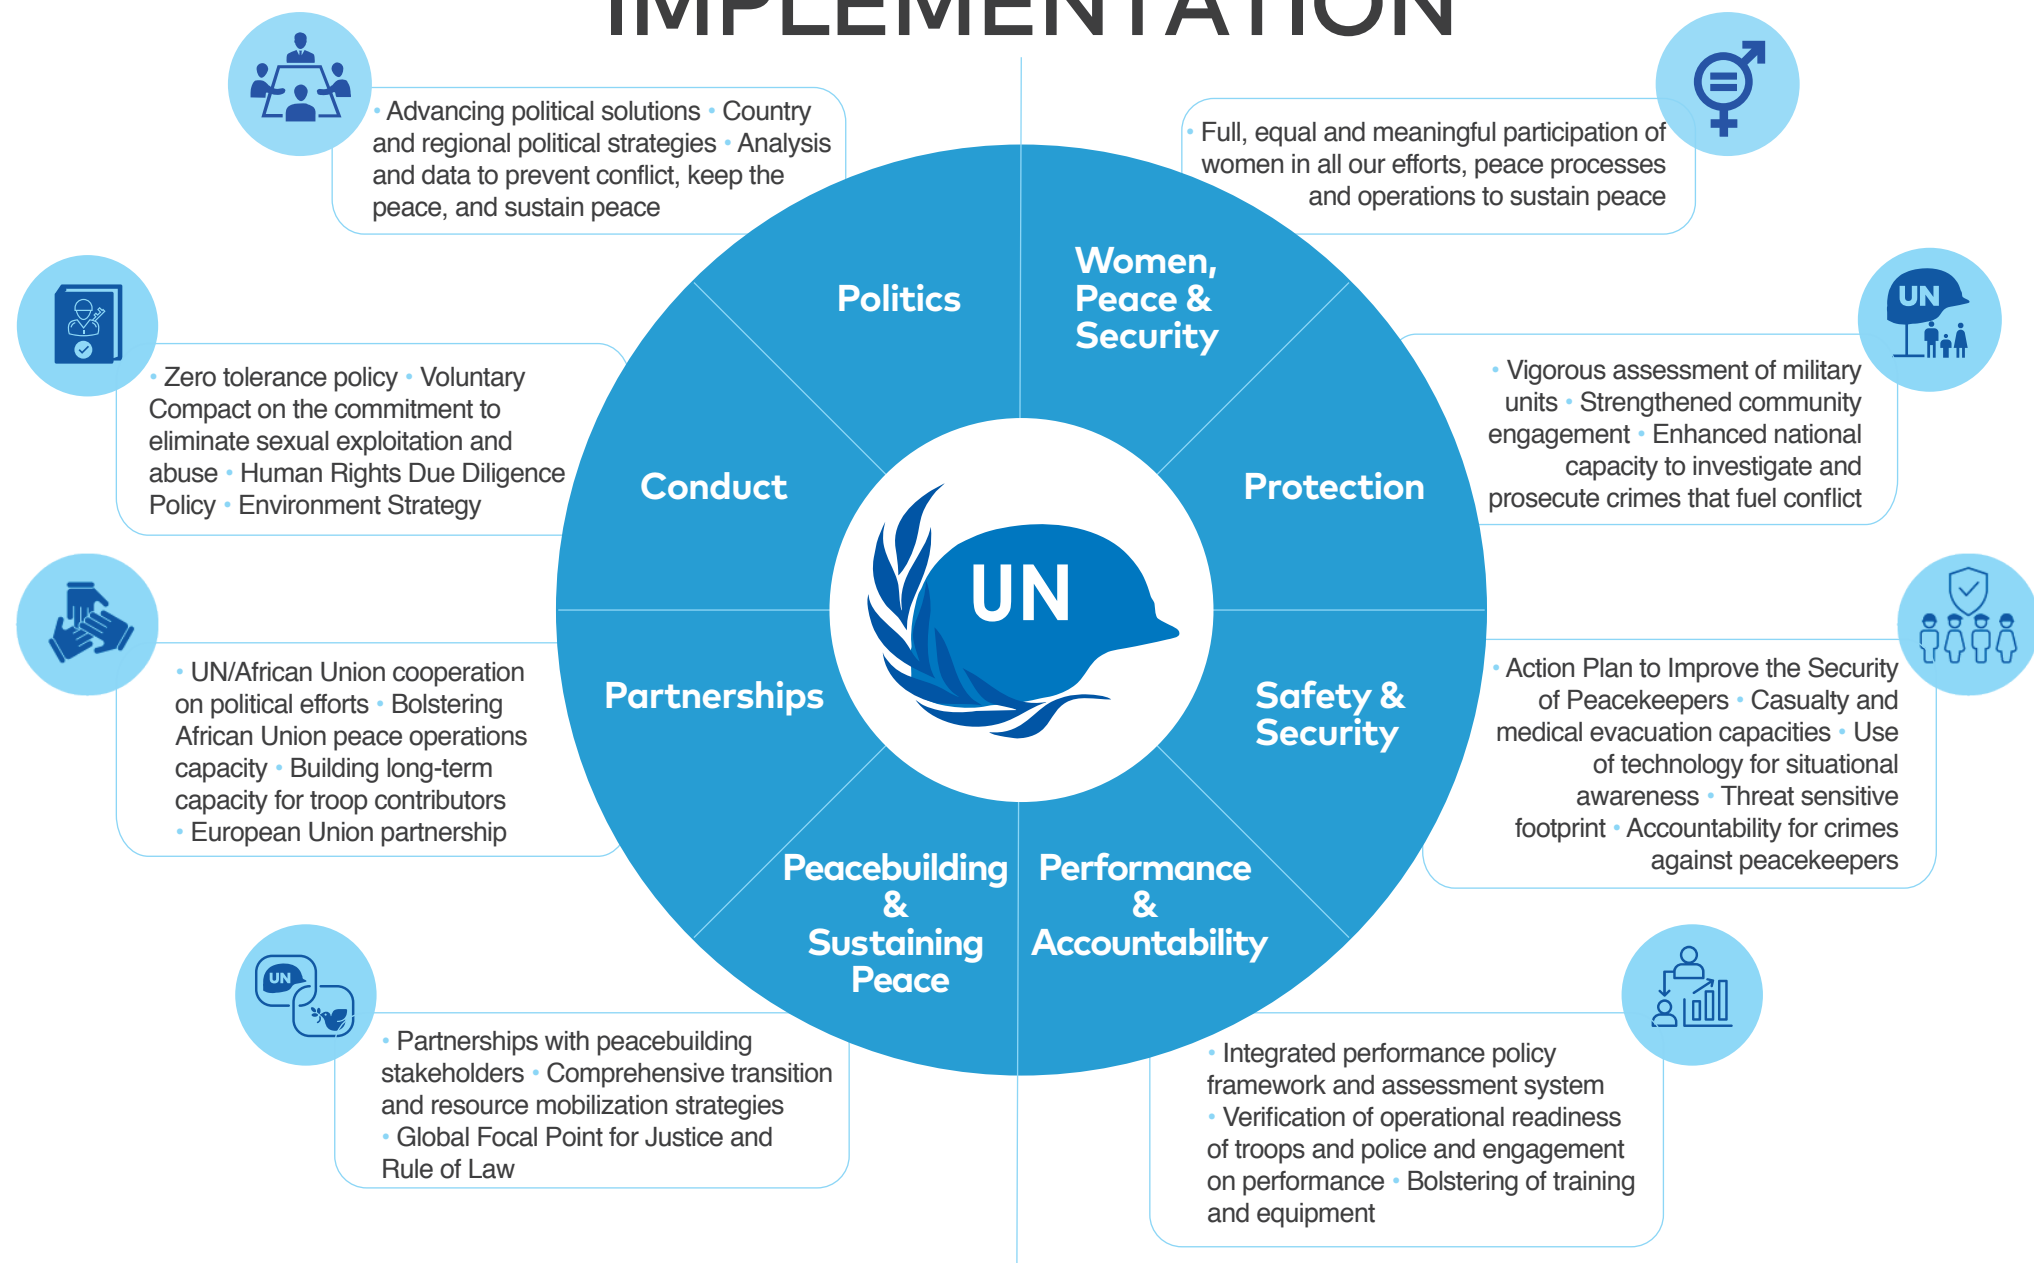 IMPLEMENTATION
• Advancing political solutions • Country
and regional political strategies • Analysis
and data to prevent conflict, keep the
peace, and sustain peace
• Full, equal and meaningful participation of
women in all our efforts, peace processes
and operations to sustain peace
Politics
Women,
Peace &
Security
• Zero tolerance policy • Voluntary
Compact on the commitment to
eliminate sexual exploitation and
abuse • Human Rights Due Diligence
Policy • Environment Strategy
Conduct
Protection
UN
• Vigorous assessment of military
units • Strengthened community
engagement • Enhanced national
capacity to investigate and
prosecute crimes that fuel conflict
UN
• UN/African Union cooperation
on political efforts • Bolstering
African Union peace operations
capacity • Building long-term
capacity for troop contributors
• European Union partnership
Partnerships
Safety &
Security
• Action Plan to Improve the Security
of Peacekeepers • Casualty and
medical evacuation capacities • Use
of technology for situational
awareness • Threat sensitive
footprint • Accountability for crimes
against peacekeepers
Peacebuilding
&
Sustaining
Peace
Performance
&
Accountability
UN
• Partnerships with peacebuilding
stakeholders • Comprehensive transition
and resource mobilization strategies
• Global Focal Point for Justice and
Rule of Law
• Integrated performance policy
framework and assessment system
• Verification of operational readiness
of troops and police and engagement
on performance • Bolstering of training
and equipment